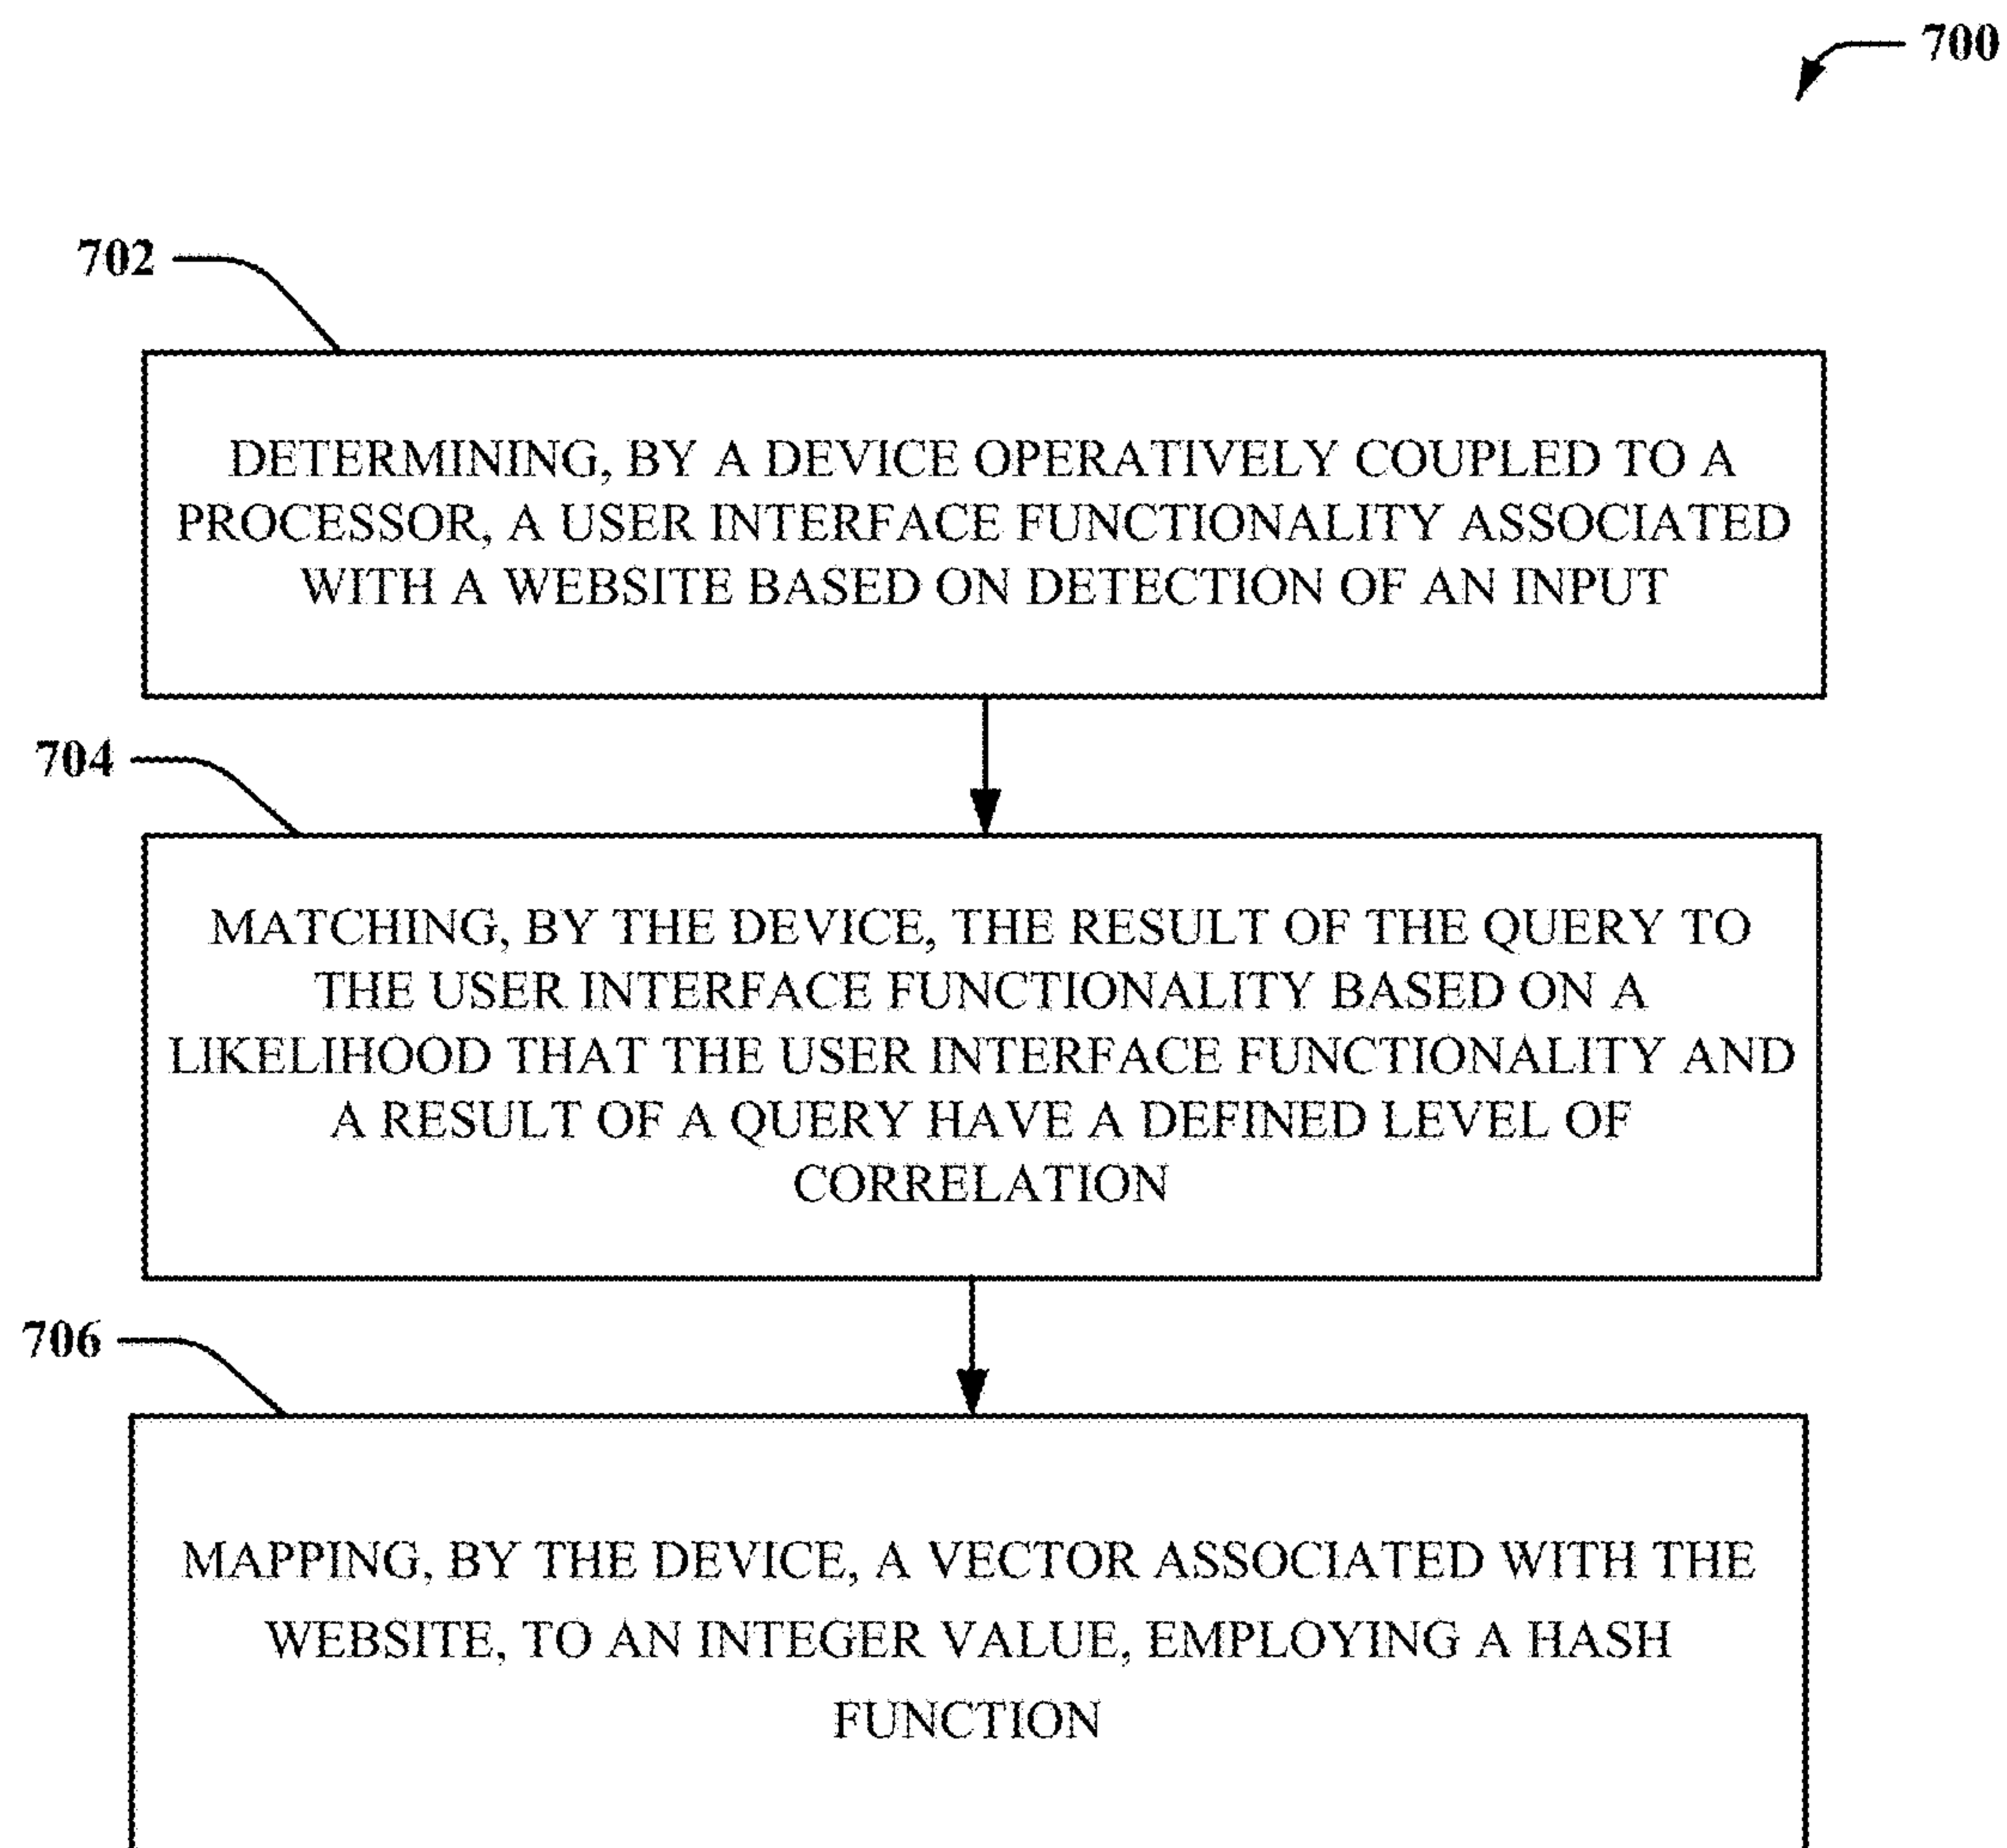 700
702
DETERMINING, BY A DEVICE OPERATIVELY COUPLED TO A
PROCESSOR, A USER INTERFACE FUNCTIONALITY ASSOCIATED
WITH A WEBSITE BASED ON DETECTION OF AN INPUT
704
MATCHING, BY THE DEVICE, THE RESULT OF THE QUERY TO
THE USER INTERFACE FUNCTIONALITY BASED ON A
LIKELIHOOD THAT THE USER INTERFACE FUNCTIONALITY AND
A RESULT OF A QUERY HAVE A DEFINED LEVEL OF
CORRELATION
706
MAPPING, BY THE DEVICE, A VECTOR ASSOCIATED WITH THE
WEBSITE, TO AN INTEGER VALUE, EMPLOYING A HASH
FUNCTION